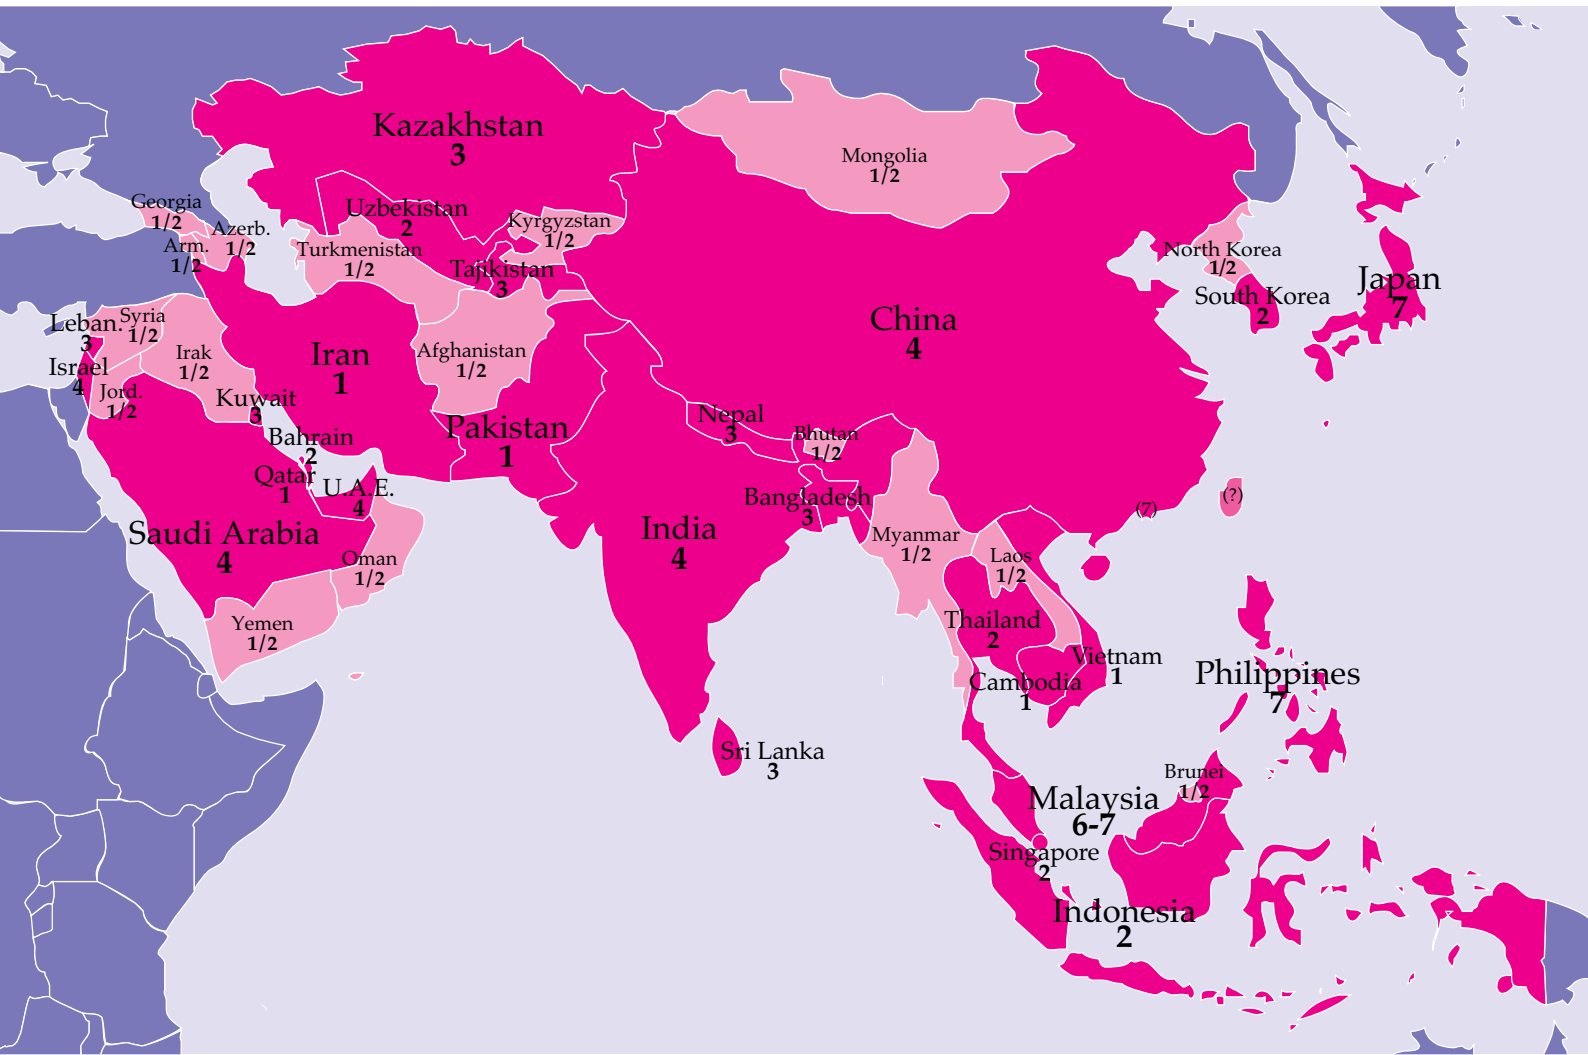 Kazakhstan
3
Mongolia
1/2
Georgia
1/2
Azerb.
1/2
Arm.
1/2
Uzbekistan
2
Kyrgyzstan
1/2
Turkmenistan
1/2
Tajikistan
3
North Korea
1/2
South Korea
2
Japan
7
China
4
Leban.
3
Syria
1/2
Irak
1/2
Iran
1
Afghanistan
1/2
Israel
4
Jord.
1/2
Kuwait
3
Pakistan
1
Nepal
3
Bhutan
1/2
Bahrain
2
Qatar
1
U.A.E.
4
Bangladesh
3
(7)
(?)
Saudi Arabia
4
India
4
Myanmar
1/2
Laos
1/2
Oman
1/2
Yemen
1/2
Thailand
2
Vietnam
1
Cambodia
1
Philippines
7
Sri Lanka
3
Brunei
1/2
Malaysia
6-7
Singapore
2
Indonesia
2